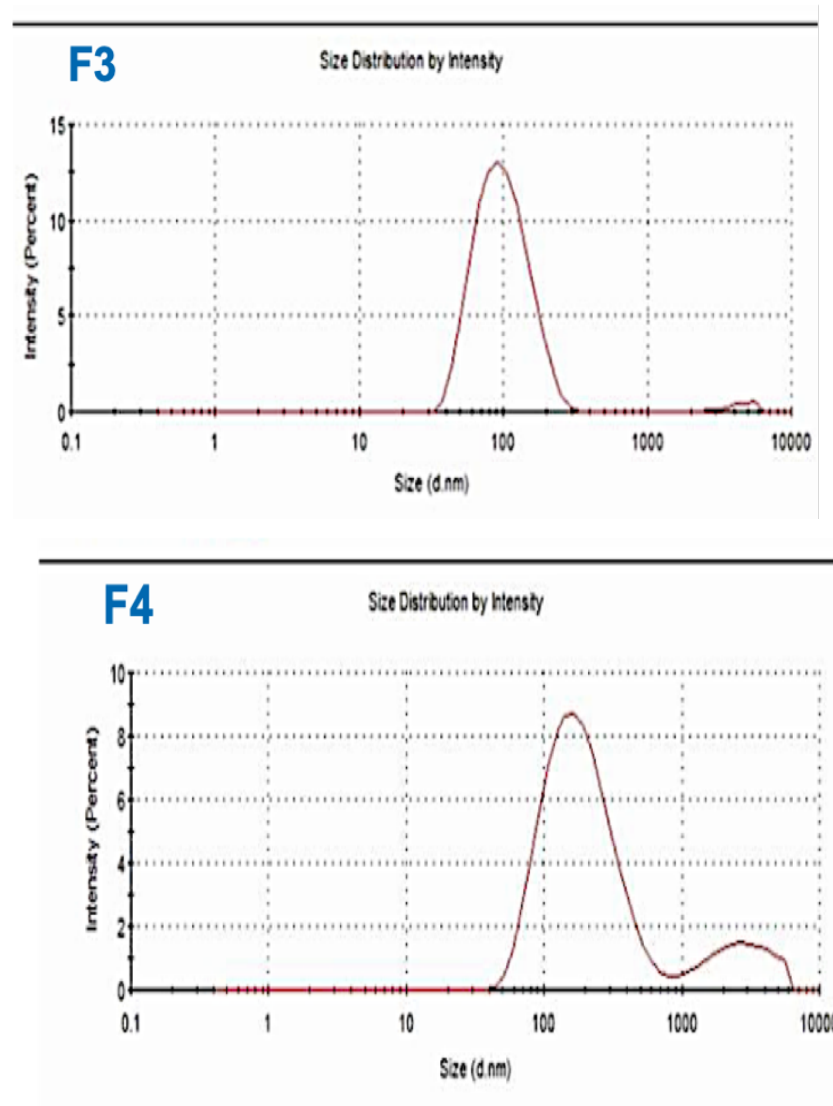 F3
Size Distribution by Intensity
15
10
5
0
Intensity (Percent)
0.1 1 10 100 1000 10000
Size (d.nm)
F4
Size Distribution by Intensity
10
8
6
4
2
0
Intensity (Percent)
0.1 1 10 100 1000 1000
Size (d.nm)